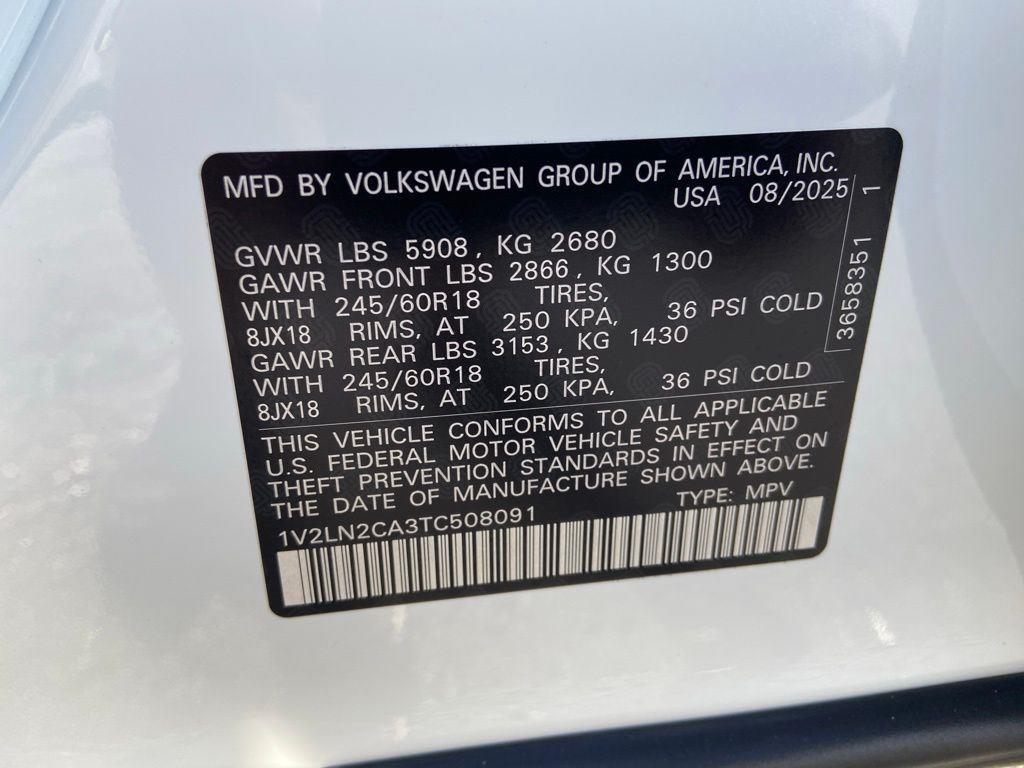 MFD BY VOLKSWAGEN GROUP OF AMERICA, INC.
USA 08/2025
GVWR LBS 5908, KG 2680
GAWR FRONT LBS 2866, KG 1300
WITH 245/60R18 TIRES,
8JX18 RIMS, AT 250 KPA, 36 PSI COLD
GAWR REAR LBS 3153, KG 1430
WITH 245/60R18 TIRES,
8JX18 RIMS, AT 250 KPA, 36 PSI COLD
3658351 1
THIS VEHICLE CONFORMS TO ALL APPLICABLE
U.S. FEDERAL MOTOR VEHICLE SAFETY AND
THEFT PREVENTION STANDARDS IN EFFECT ON
THE DATE OF MANUFACTURE SHOWN ABOVE.
1V2LN2CA3TC508091 TYPE: MPV